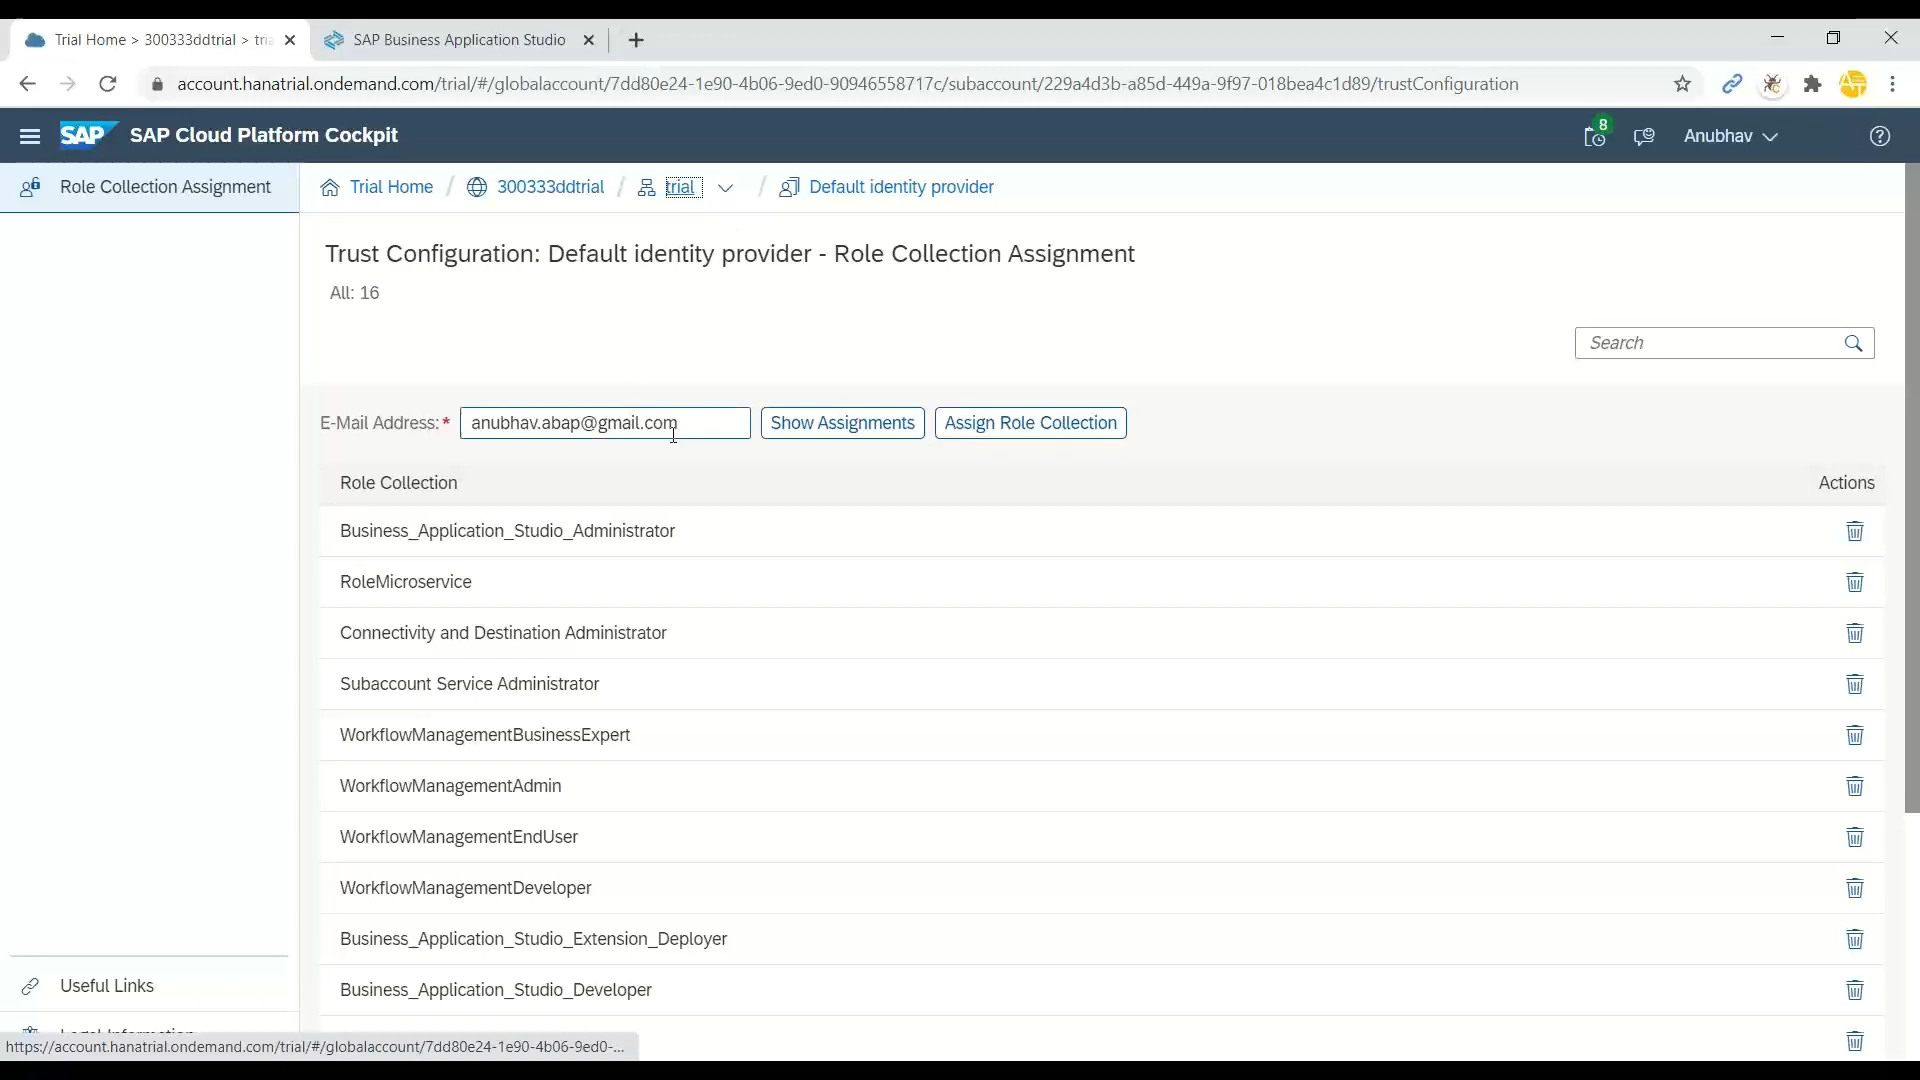 Trial Home > 300333ddtrial > tria
SAP Business Application Studio
account.hanatrial.ondemand.com/trial/#/globalaccount/7dd80e24-1e90-4b06-9ed0-90946558717c/subaccount/229a4d3b-a85d-449a-9f97-018bea4c1d89/trustConfiguration
SAP SAP Cloud Platform Cockpit
8
Anubhav
Role Collection Assignment
Trial Home / 300333ddtrial / trial / Default identity provider
Trust Configuration: Default identity provider - Role Collection Assignment
All: 16
Search
E-Mail Address:* anubhav.abap@gmail.com Show Assignments Assign Role Collection
Role Collection Actions
Business_Application_Studio_Administrator
RoleMicroservice
Connectivity and Destination Administrator
Subaccount Service Administrator
WorkflowManagementBusinessExpert
WorkflowManagementAdmin
WorkflowManagementEndUser
WorkflowManagementDeveloper
Business_Application_Studio_Extension_Deployer
Business_Application_Studio_Developer
Useful Links
Legal Information
https://account.hanatrial.ondemand.com/trial/#/globalaccount/7dd80e24-1e90-4b06-9ed0-...